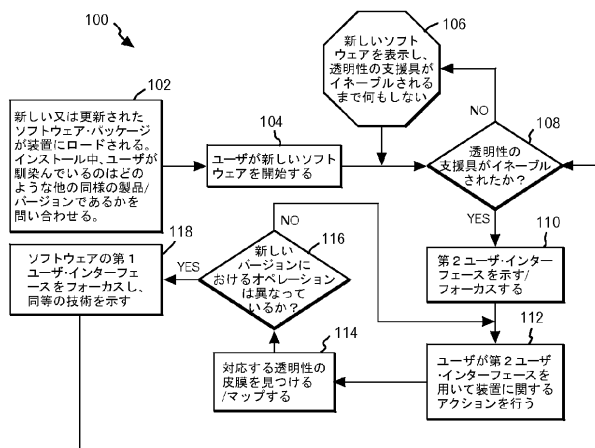 100
102
新しい又は更新された
ソフトウェア・パッケージ
が装置にロードされる。
インストール中、ユーザが
馴染んでいるのはどの
ような他の同様の製品/
バージョンであるかを
問い合わせる。
104
ユーザが新しいソフト
ウェアを開始する
106
新しいソフト
ウェアを表示し、
透明性の支援具が
イネーブルされる
まで何もしない
NO
108
透明性の
支援具がイネーブル
されたか?
YES
110
第2ユーザ・インター
フェースを示す/
フォーカスする
112
ユーザが第2ユーザ
・インターフェースを
用いて装置に関する
アクションを行う
114
対応する透明性の
皮膜を見つける
/マップする
NO
116
新しい
バージョンに
おけるオペレーション
は異なって
いるか?
YES
118
ソフトウェアの第1
ユーザ・インターフェ
ースをフォーカスし、
同等の技術を示す